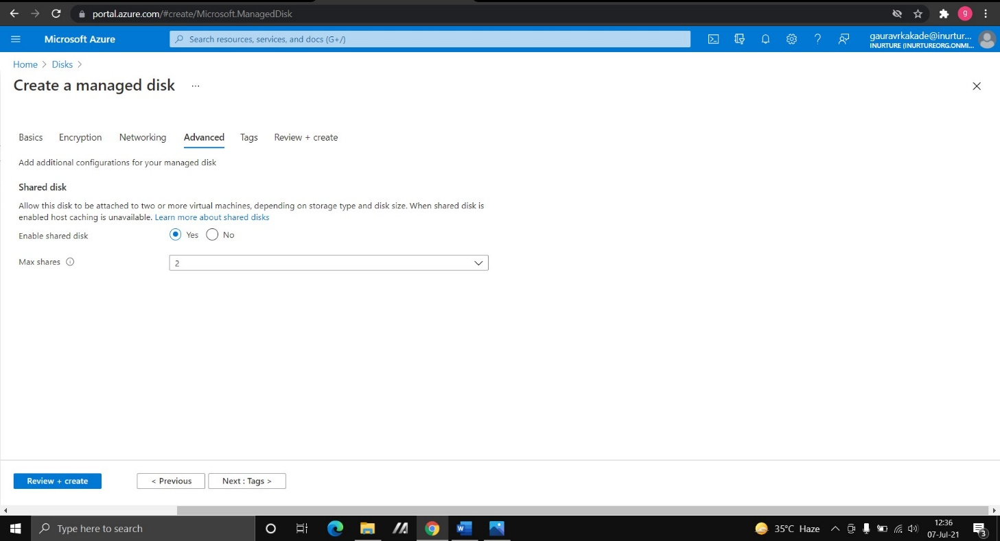 portal.azure.com/#create/Microsoft.ManagedDisk
g
Microsoft Azure
Search resources, services, and docs (G+/)
gauravrkakade@inurtur...
INURTURE (INURTUREORG.ONMI...
Home > Disks >
Create a managed disk ...
Basics Encryption Networking Advanced Tags Review + create
Add additional configurations for your managed disk
Shared disk
Allow this disk to be attached to two or more virtual machines, depending on storage type and disk size. When shared disk is
enabled host caching is unavailable. Learn more about shared disks
Enable shared disk Yes No
Max shares 2
Review + create < Previous Next : Tags >
Type here to search
W
35°C Haze
12:36
07-Jul-21
3